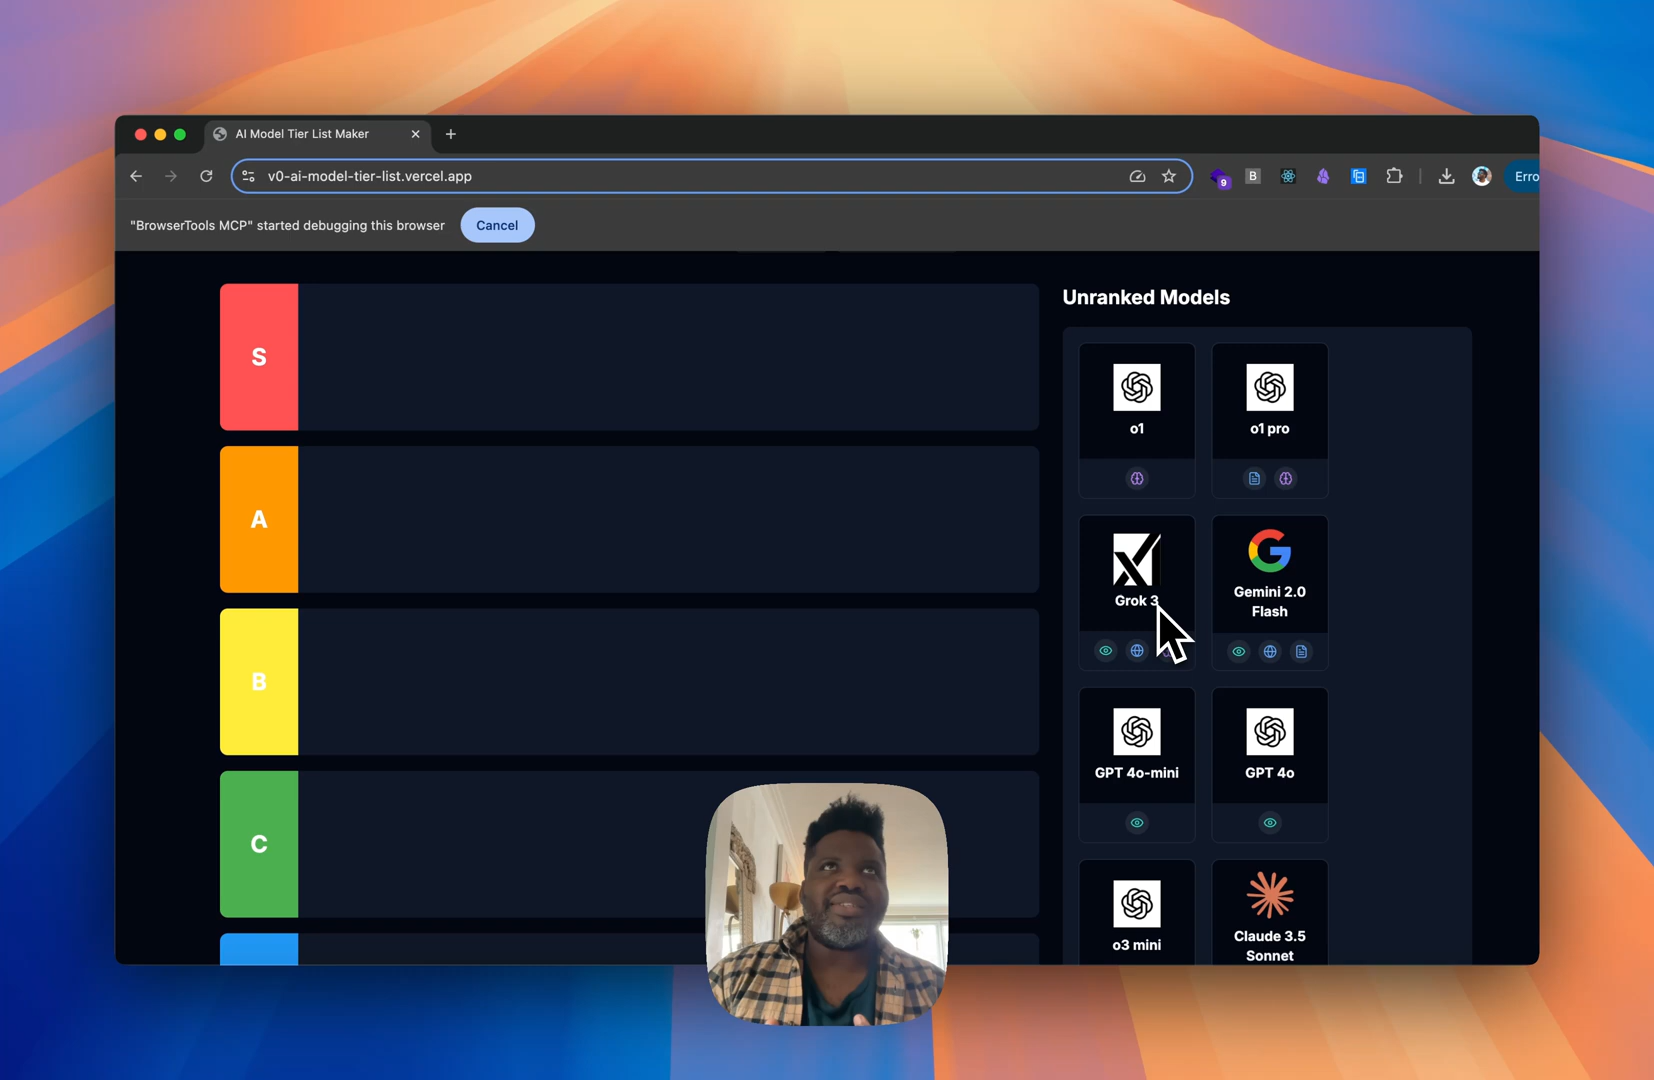 AI Model Tier List Maker
v0-ai-model-tier-list.vercel.app
9
B
Erro
"BrowserTools MCP" started debugging this browser
Cancel
S
A
B
C
Unranked Models
o1
o1 pro
Grok 3
Gemini 2.0
Flash
GPT 4o-mini
GPT 4o
o3 mini
Claude 3.5
Sonnet